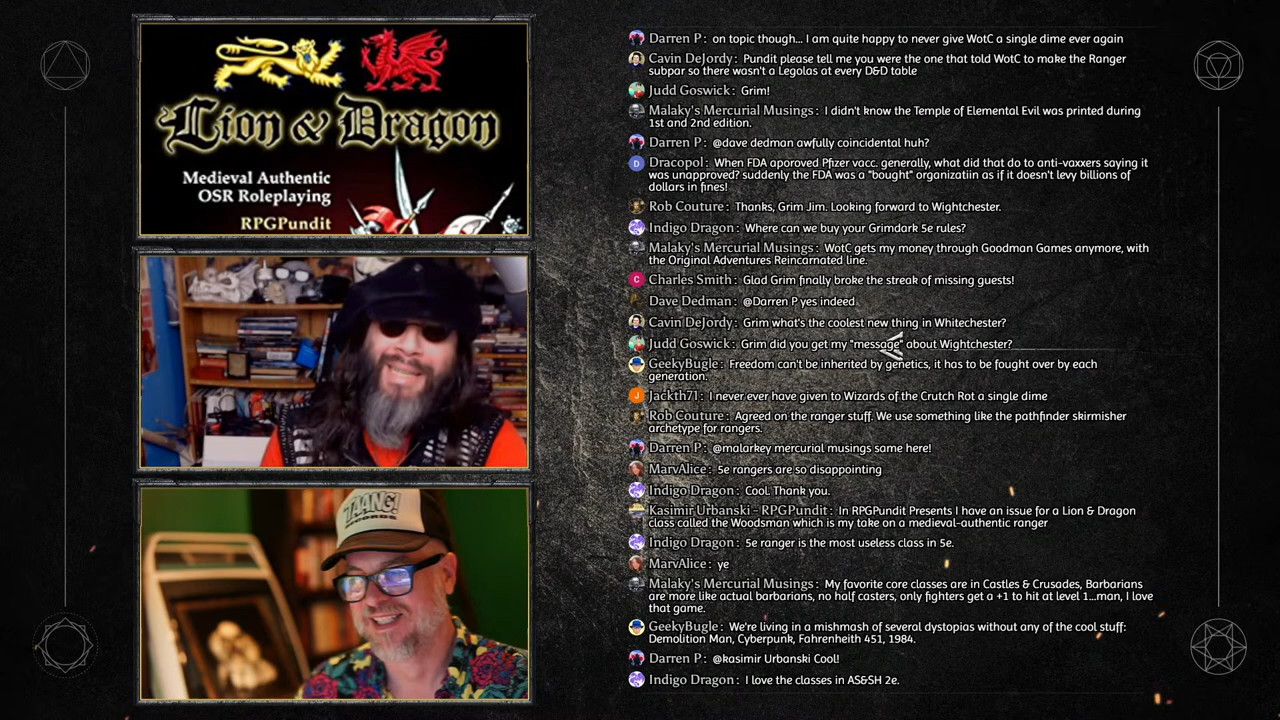 Lion & Dragon
Medieval Authentic
OSR Roleplaying
RPGPundit
TAANG!
RECORDS
Darren P: on topic though... I am quite happy to never give WotC a single dime ever again
Cavin DeJordy: Pundit please tell me you were the one that told WotC to make the Ranger
subpar so there wasn't a Legolas at every D&D table
Judd Goswick: Grim!
Malaky's Mercurial Musings: I didn't know the Temple of Elemental Evil was printed during
1st and 2nd edition.
Darren P: @dave dedman awfully coincidental huh?
D
Dracopol: When FDA aporoved Pfizer vacc. generally, what did that do to anti-vaxxers saying it
was unapproved? suddenly the FDA was a "bought" organizatiin as if it doesn't levy billions of
dollars in fines!
Rob Couture: Thanks, Grim Jim. Looking forward to Wightchester.
Indigo Dragon: Where can we buy your Grimdark 5e rules?
Malaky's Mercurial Musings: WotC gets my money through Goodman Games anymore, with
the Original Adventures Reincarnated line.
C
Charles Smith: Glad Grim finally broke the streak of missing guests!
Dave Dedman: @Darren P yes indeed
Cavin DeJordy: Grim what's the coolest new thing in Whitechester?
Judd Goswick: Grim did you get my "message" about Wightchester?
GeekyBugle: Freedom can't be inherited by genetics, it has to be fought over by each
generation.
J
Jackth71: I never ever have given to Wizards of the Crutch Rot a single dime
Rob Couture: Agreed on the ranger stuff. We use something like the pathfinder skirmisher
archetype for rangers.
Darren P: @malarkey mercurial musings same here!
MarvAlice: 5e rangers are so disappointing
Indigo Dragon: Cool. Thank you.
Kasimir Urbanski - RPGPundit: In RPGPundit Presents I have an issue for a Lion & Dragon
class called the Woodsman which is my take on a medieval-authentic ranger
Indigo Dragon: 5e ranger is the most useless class in 5e.
MarvAlice: ye
Malaky's Mercurial Musings: My favorite core classes are in Castles & Crusades, Barbarians
are more like actual barbarians, no half casters, only fighters get a +1 to hit at level 1...man, I love
that game.
GeekyBugle: We're living in a mishmash of several dystopias without any of the cool stuff:
Demolition Man, Cyberpunk, Fahrenheith 451, 1984.
Darren P: @kasimir Urbanski Cool!
Indigo Dragon: I love the classes in AS&SH 2e.